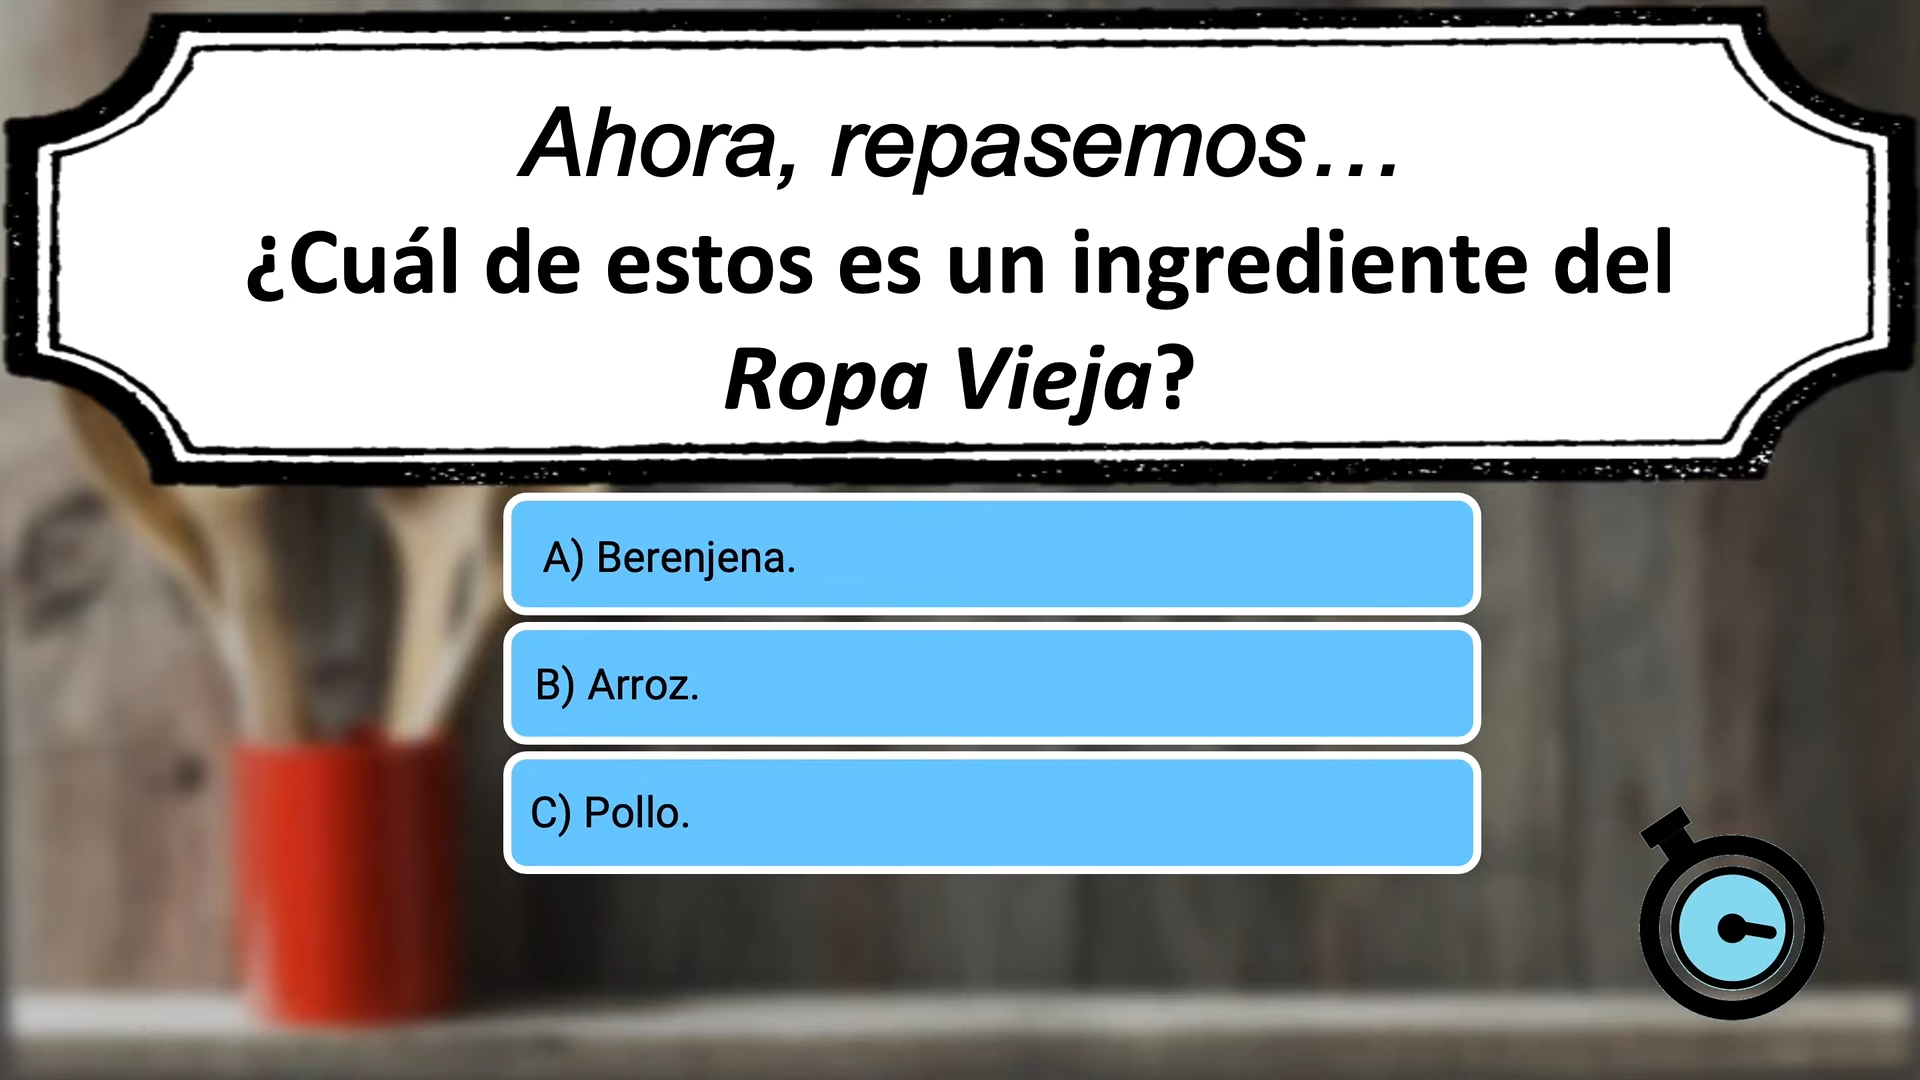 Ahora, repasemos…
¿Cuál de estos es un ingrediente del
Ropa Vieja?
A) Berenjena.
B) Arroz.
C) Pollo.